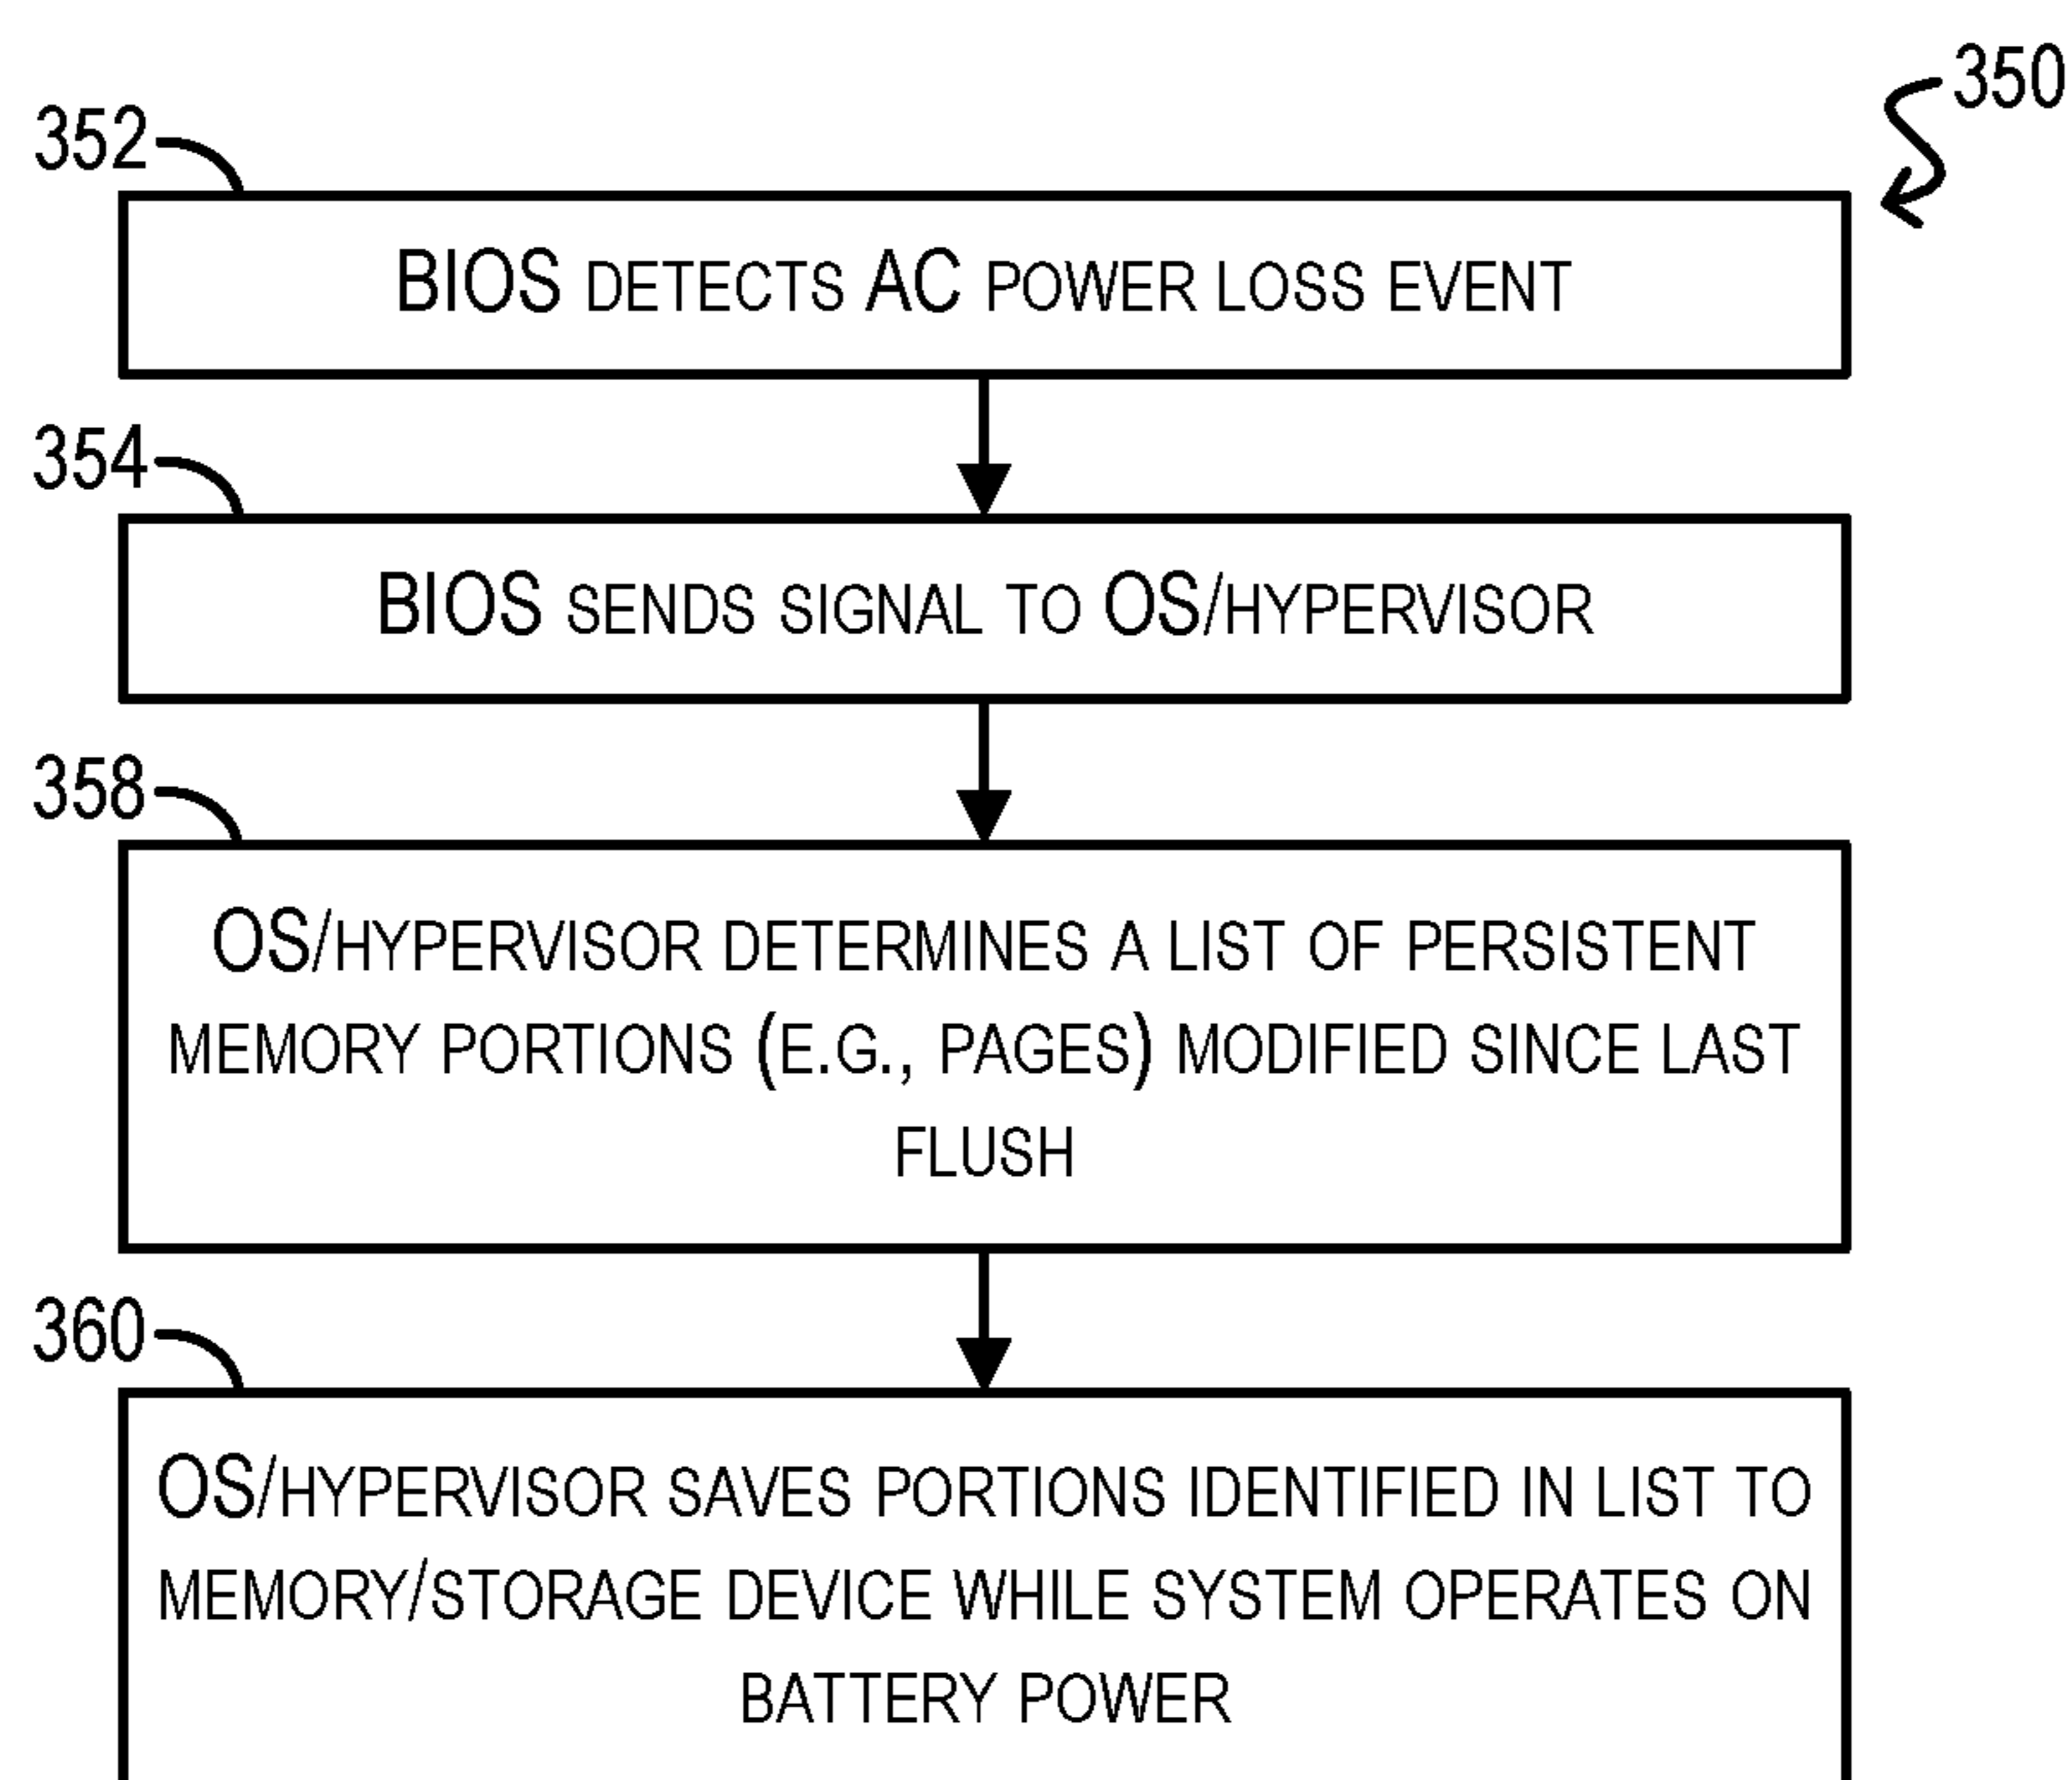 350
352
BIOS DETECTS AC POWER LOSS EVENT
354
BIOS SENDS SIGNAL TO OS/HYPERVISOR
358
OS/HYPERVISOR DETERMINES A LIST OF PERSISTENT
MEMORY PORTIONS (E.G., PAGES) MODIFIED SINCE LAST
FLUSH
360
OS/HYPERVISOR SAVES PORTIONS IDENTIFIED IN LIST TO
MEMORY/STORAGE DEVICE WHILE SYSTEM OPERATES ON
BATTERY POWER